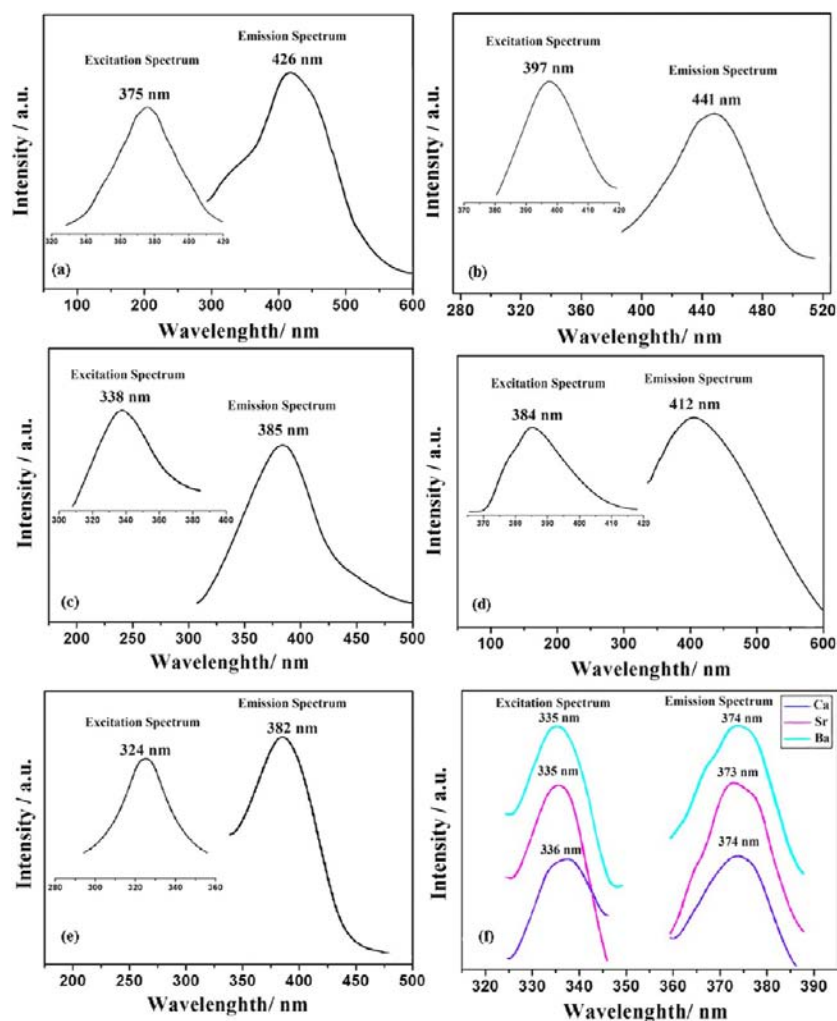 Emission Spectrum
Excitation Spectrum
426 nm
375 nm
Intensity / a.u.
320 340 360 380 400 420
(a)
100 200 300 400 500 600
Wavelenghth/ nm
Excitation Spectrum
397 nm
Emission Spectrum
441 nm
Intensity / a.u.
370 380 390 400 410 420
(b)
280 320 360 400 440 480 520
Wavelenghth/ nm
Excitation Spectrum
338 nm
Emission Spectrum
385 nm
Intensity / a.u.
300 320 340 360 380 400
(c)
200 250 300 350 400 450 500
Wavelenghth/ nm
Excitation Spectrum
384 nm
Emission Spectrum
412 nm
Intensity / a.u.
370 380 390 400 410 420
(d)
100 200 300 400 500 600
Wavelenghth/ nm
Emission Spectrum
382 nm
Excitation Spectrum
324 nm
Intensity / a.u.
280 300 320 340 360
(e)
200 250 300 350 400 450 500
Wavelenghth/ nm
Excitation Spectrum
Emission Spectrum
Ca
Sr
Ba
335 nm
374 nm
335 nm
373 nm
336 nm
374 nm
Intensity / a.u.
(f)
320 330 340 350 360 370 380 390 400
Wavelenghth/ nm